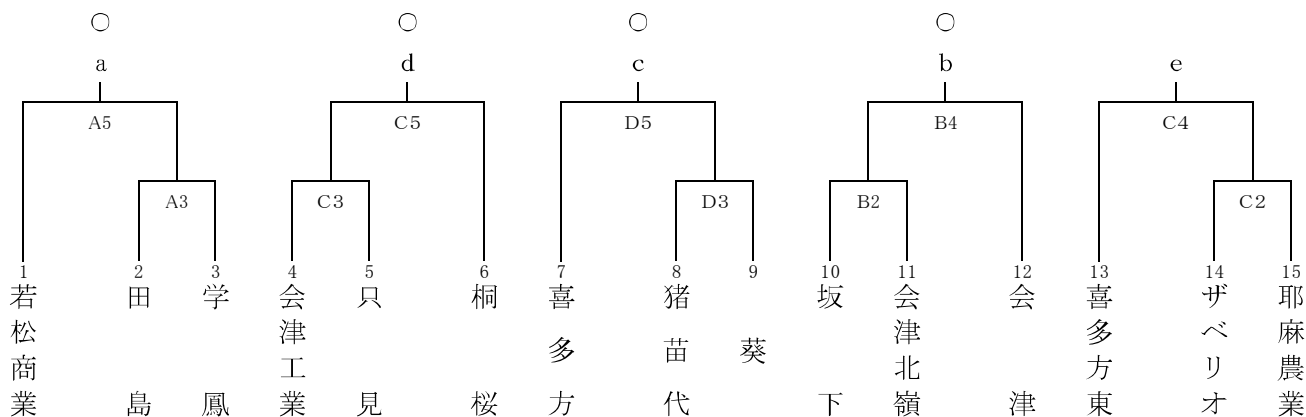 ○ ○ ○ ○
a d c b e
A5 C5 D5 B4 C4
A3 C3 D3 B2 C2
1 2 3 4 5 6 7 8 9 10 11 12 13 14 15
若松商業
田島
学鳳
会津工業
只見
桐桜
喜多方
猪苗代
葵
坂下
会津北嶺
会津
喜多方東
ザベリオ
耶麻農業